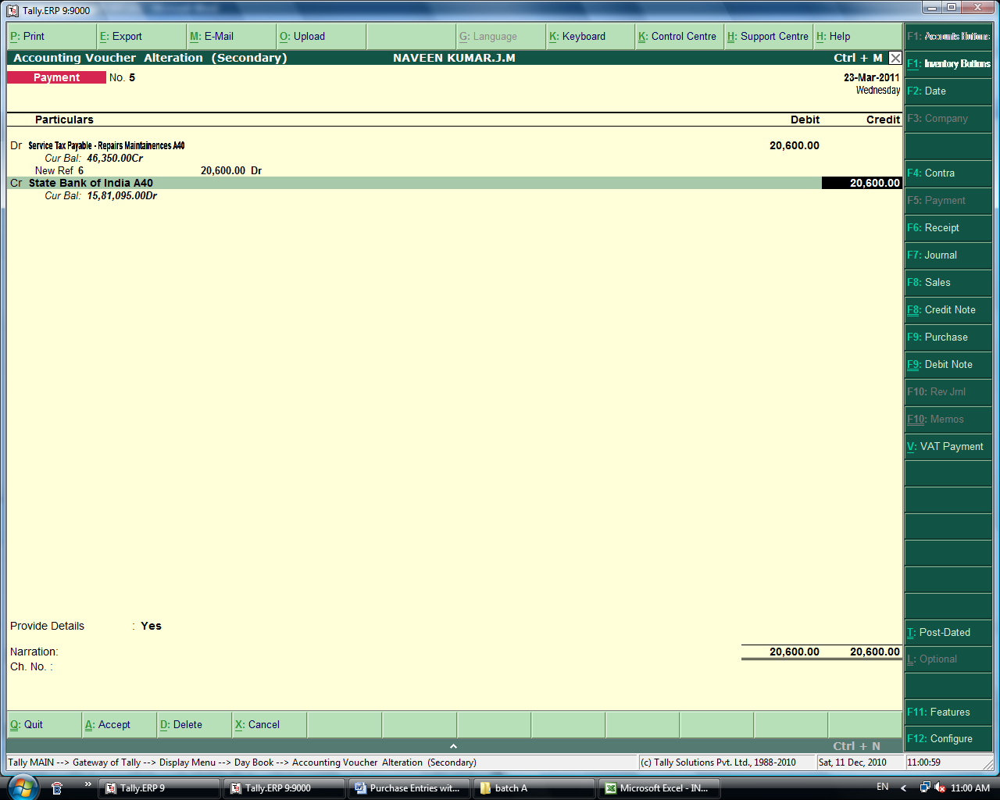 Tally.ERP 9:9000
P: Print E: Export M: E-Mail O: Upload G: Language K: Keyboard K: Control Centre H: Support Centre H: Help
Accounting Voucher Alteration (Secondary) NAVEEN KUMAR.J.M Ctrl + M
Payment No. 5 23-Mar-2011
Wednesday
Particulars Debit Credit
Dr Service Tax Payable - Repairs Maintainences A40 20,600.00
Cur Bal: 46,350.00Cr
New Ref 6 20,600.00 Dr
Cr State Bank of India A40 20,600.00
Cur Bal: 15,81,095.00Dr
Provide Details : Yes
Narration: 20,600.00 20,600.00
Ch. No. :
Q: Quit A: Accept D: Delete X: Cancel
Ctrl + N
F1: Accounts Buttons
F1: Inventory Buttons
F2: Date
F3: Company
F4: Contra
F5: Payment
F6: Receipt
F7: Journal
F8: Sales
F8: Credit Note
F9: Purchase
F9: Debit Note
F10: Rev Jrnl
F10: Memos
V: VAT Payment
T: Post-Dated
L: Optional
F11: Features
F12: Configure
Tally MAIN --> Gateway of Tally --> Display Menu --> Day Book --> Accounting Voucher Alteration (Secondary) (c) Tally Solutions Pvt. Ltd., 1988-2010 Sat, 11 Dec, 2010 11:00:59
Tally.ERP 9 Tally.ERP 9:9000 Purchase Entries wit... batch A Microsoft Excel - IN... EN 11:00 AM